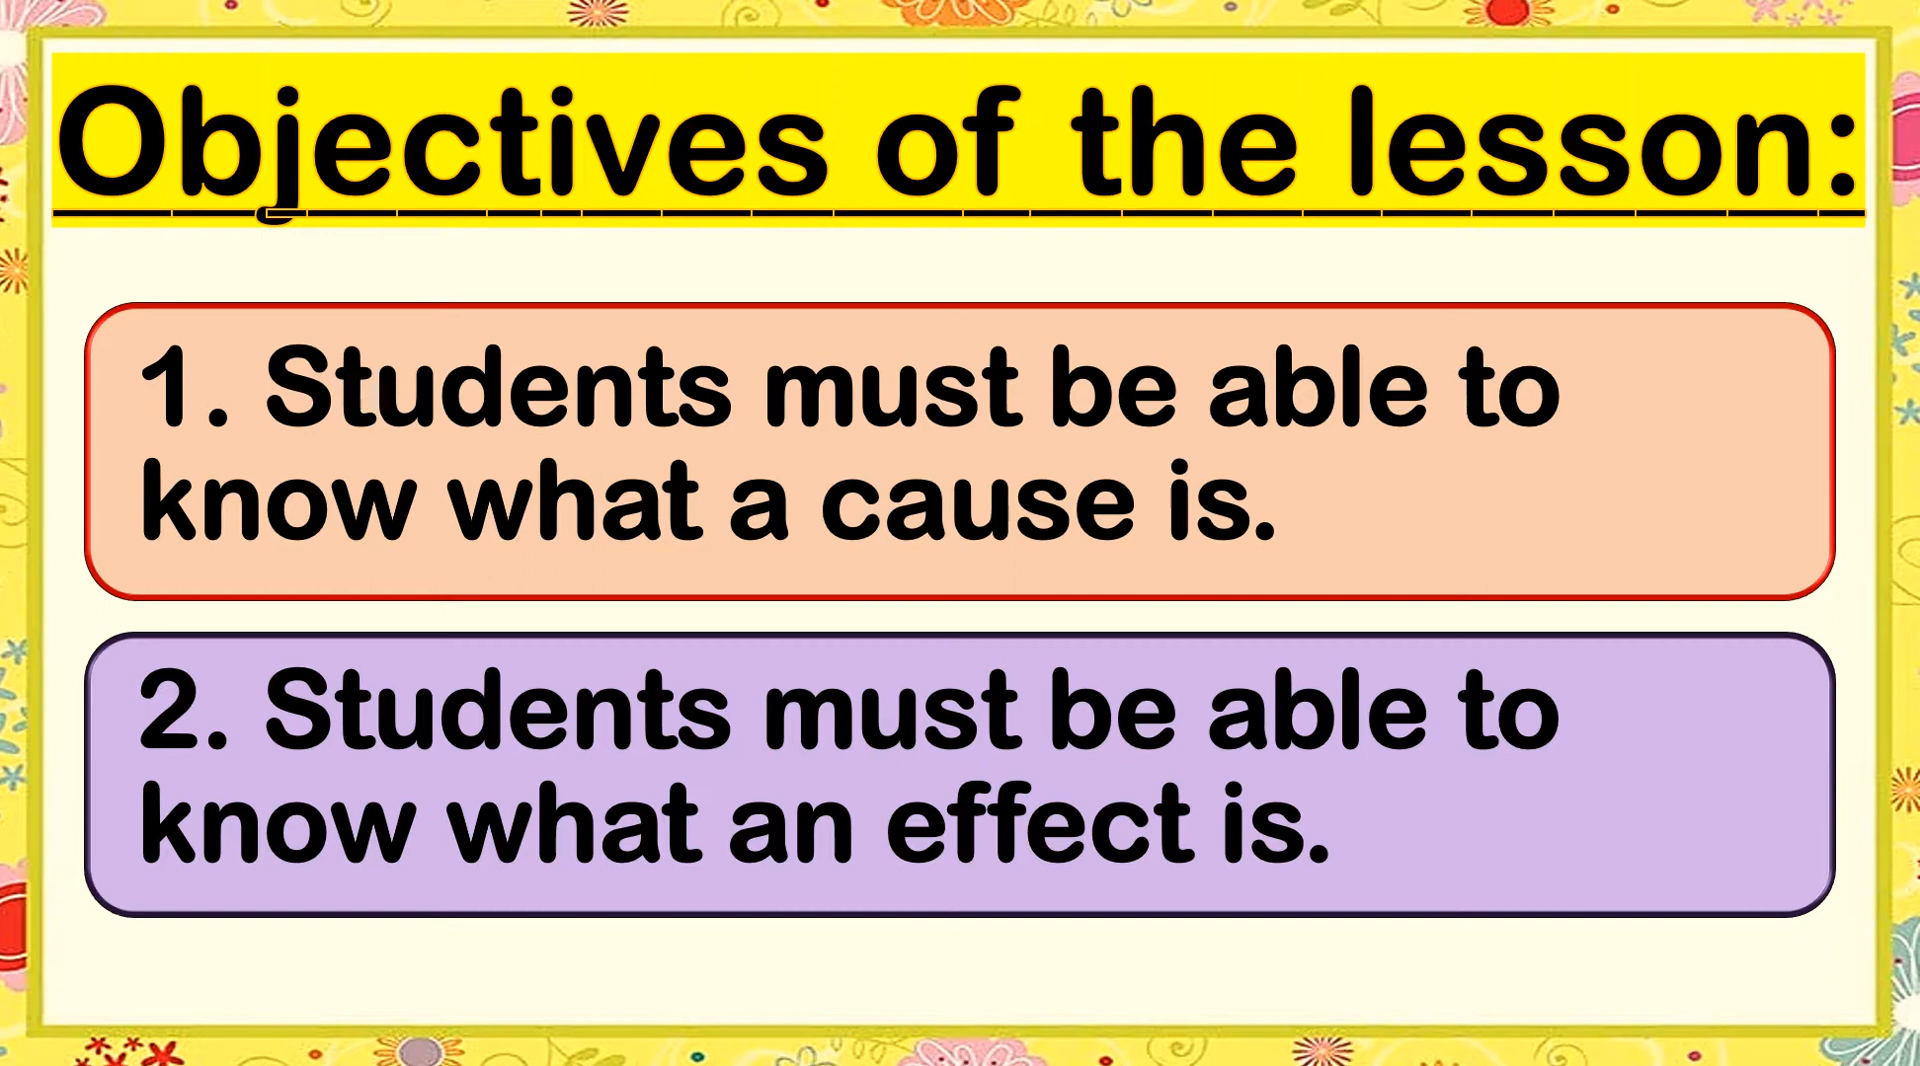 Objectives of the lesson:
1. Students must be able to
know what a cause is.
2. Students must be able to
know what an effect is.